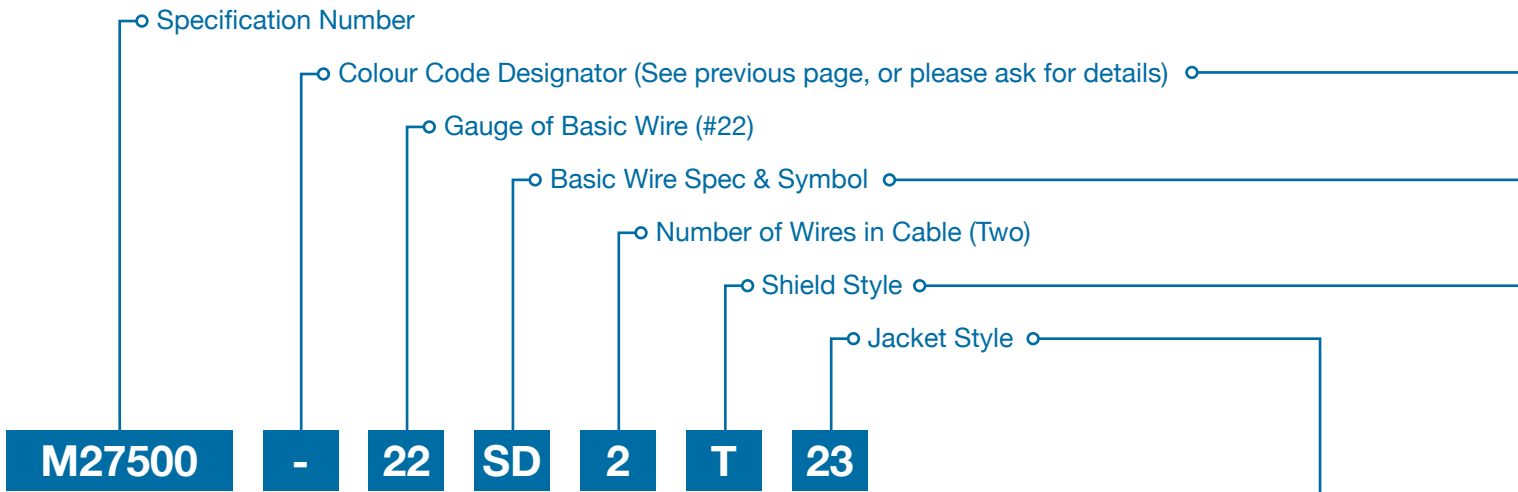 Specification Number
Colour Code Designator (See previous page, or please ask for details)
Gauge of Basic Wire (#22)
Basic Wire Spec & Symbol
Number of Wires in Cable (Two)
Shield Style
Jacket Style
M27500 - 22 SD 2 T 23